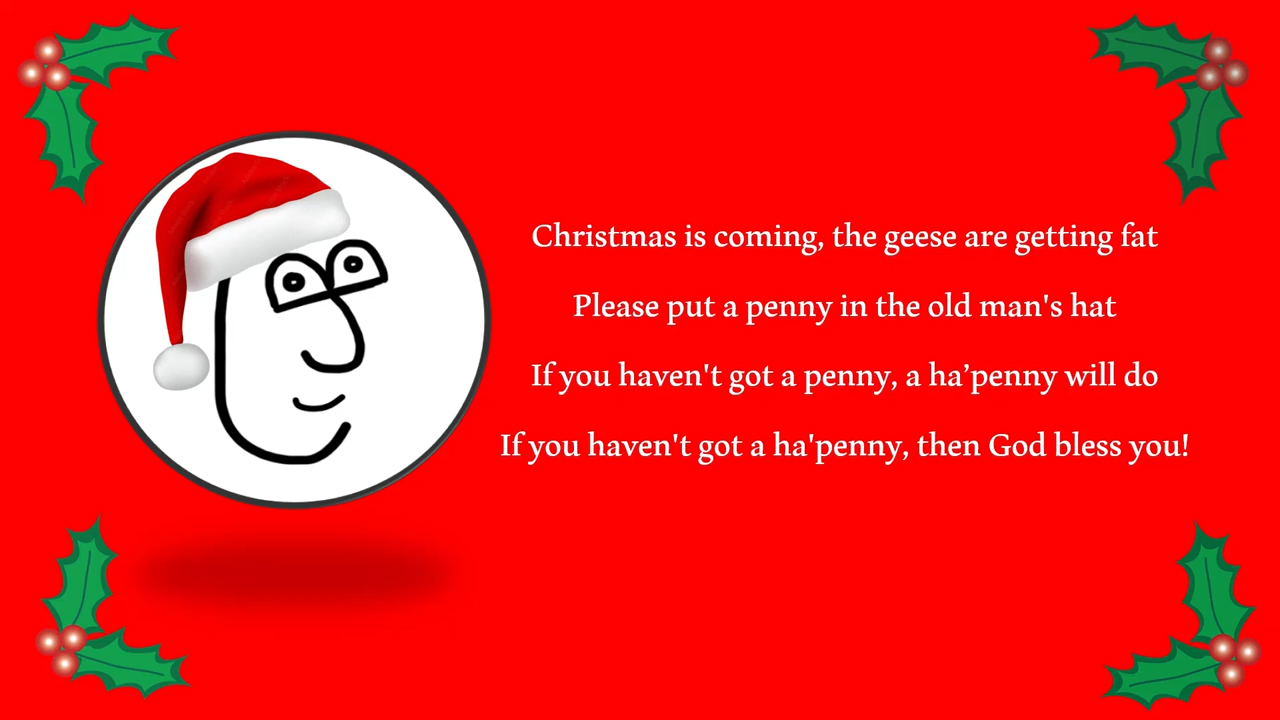 Christmas is coming, the geese are getting fat
Please put a penny in the old man's hat
If you haven't got a penny, a ha’penny will do
If you haven't got a ha'penny, then God bless you!